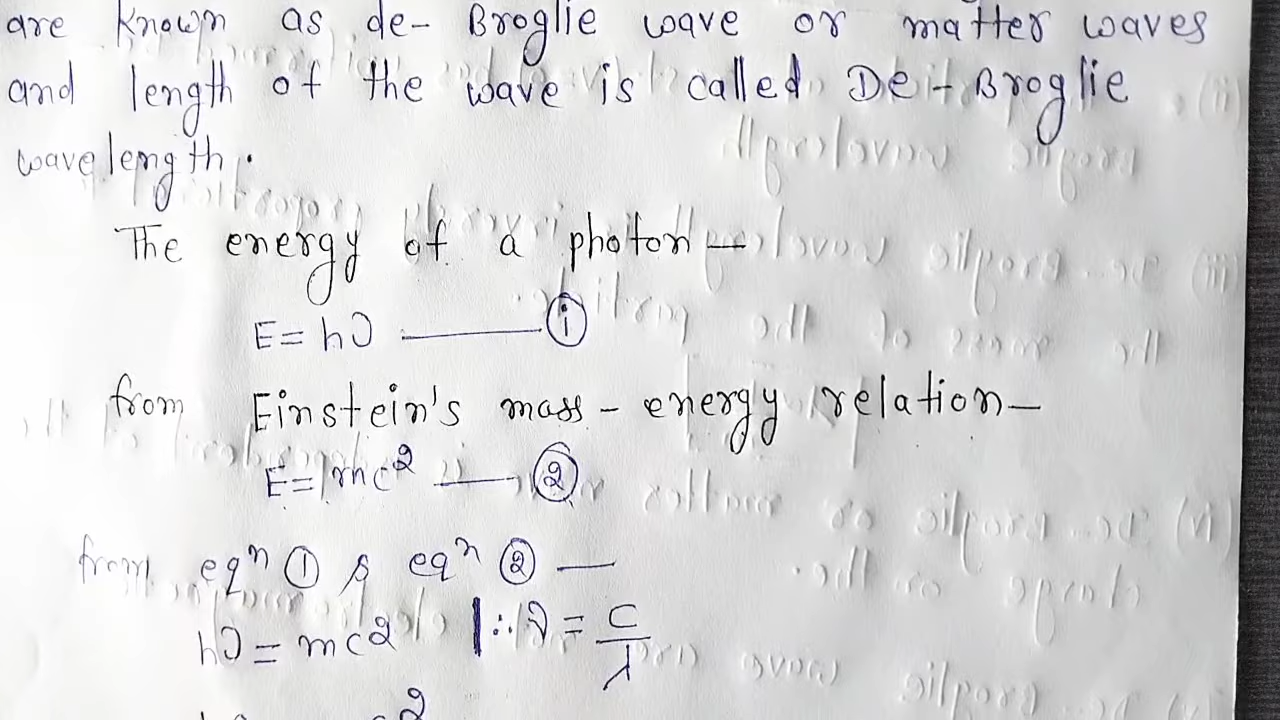 are known as de- Broglie wave or matter waves
and length of the wave is called De-Broglie
wavelength.
The energy of a photon —
E = hν ——— (i)
from Einstein's mass - energy relation —
E = mc² —— (2)
from eqⁿ (1) & eqⁿ (2) —
hν = mc² | ∴ ν = c/λ